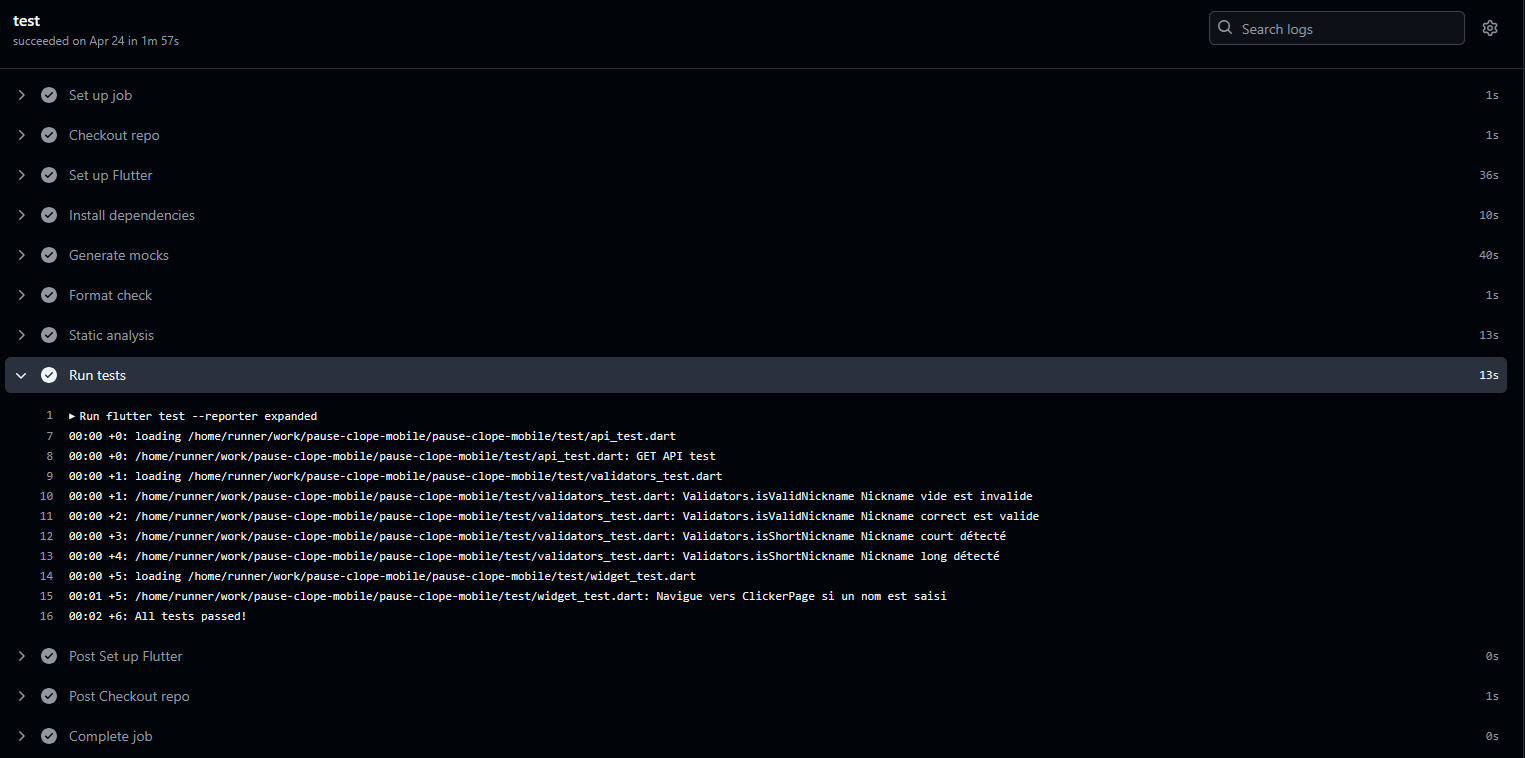 test
succeeded on Apr 24 in 1m 57s
Search logs
Set up job 1s
Checkout repo 1s
Set up Flutter 36s
Install dependencies 10s
Generate mocks 40s
Format check 1s
Static analysis 13s
Run tests 13s
1 ▶ Run flutter test --reporter expanded
7 00:00 +0: loading /home/runner/work/pause-clope-mobile/pause-clope-mobile/test/api_test.dart
8 00:00 +0: /home/runner/work/pause-clope-mobile/pause-clope-mobile/test/api_test.dart: GET API test
9 00:00 +1: loading /home/runner/work/pause-clope-mobile/pause-clope-mobile/test/validators_test.dart
10 00:00 +1: /home/runner/work/pause-clope-mobile/pause-clope-mobile/test/validators_test.dart: Validators.isValidNickname Nickname vide est invalide
11 00:00 +2: /home/runner/work/pause-clope-mobile/pause-clope-mobile/test/validators_test.dart: Validators.isValidNickname Nickname correct est valide
12 00:00 +3: /home/runner/work/pause-clope-mobile/pause-clope-mobile/test/validators_test.dart: Validators.isShortNickname Nickname court détecté
13 00:00 +4: /home/runner/work/pause-clope-mobile/pause-clope-mobile/test/validators_test.dart: Validators.isShortNickname Nickname long détecté
14 00:00 +5: loading /home/runner/work/pause-clope-mobile/pause-clope-mobile/test/widget_test.dart
15 00:01 +5: /home/runner/work/pause-clope-mobile/pause-clope-mobile/test/widget_test.dart: Navigue vers ClickerPage si un nom est saisi
16 00:02 +6: All tests passed!
Post Set up Flutter 0s
Post Checkout repo 1s
Complete job 0s